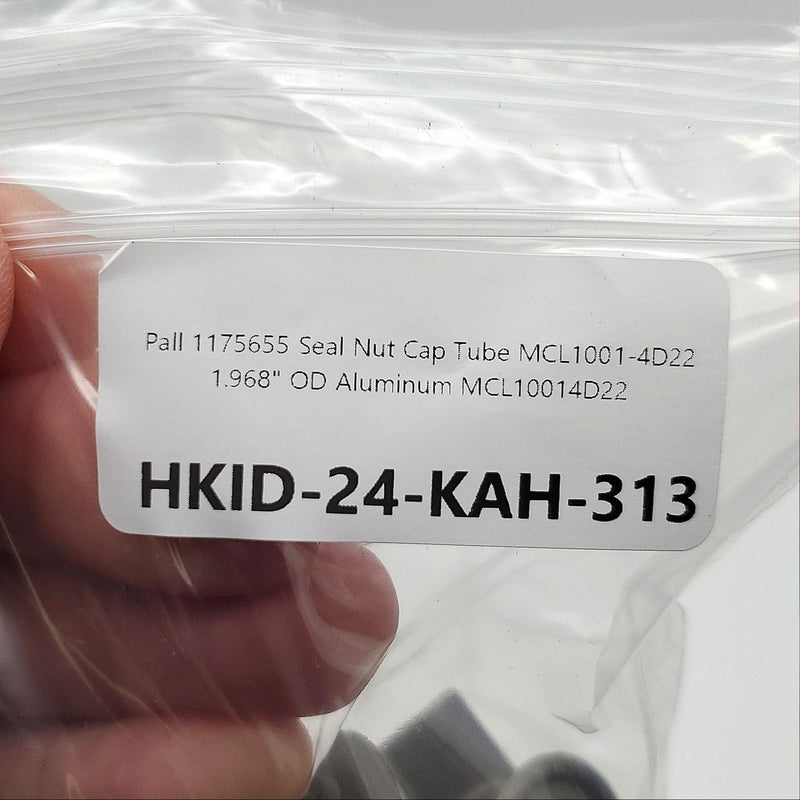 Pall 1175655 Seal Nut Cap Tube MCL1001-4D22
1.968" OD Aluminum MCL10014D22
HKID-24-KAH-313